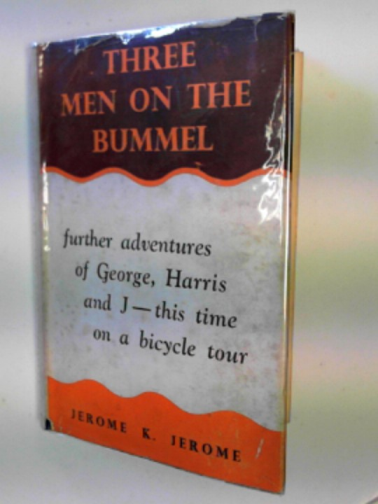 THREE
MEN ON THE
BUMMEL
further adventures
of George, Harris
and J—this time
on a bicycle tour
JEROME K. JEROME